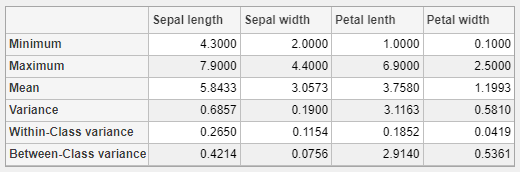 Sepal length Sepal width Petal lenth Petal width
Minimum 4.3000 2.0000 1.0000 0.1000
Maximum 7.9000 4.4000 6.9000 2.5000
Mean 5.8433 3.0573 3.7580 1.1993
Variance 0.6857 0.1900 3.1163 0.5810
Within-Class variance 0.2650 0.1154 0.1852 0.0419
Between-Class variance 0.4214 0.0756 2.9140 0.5361